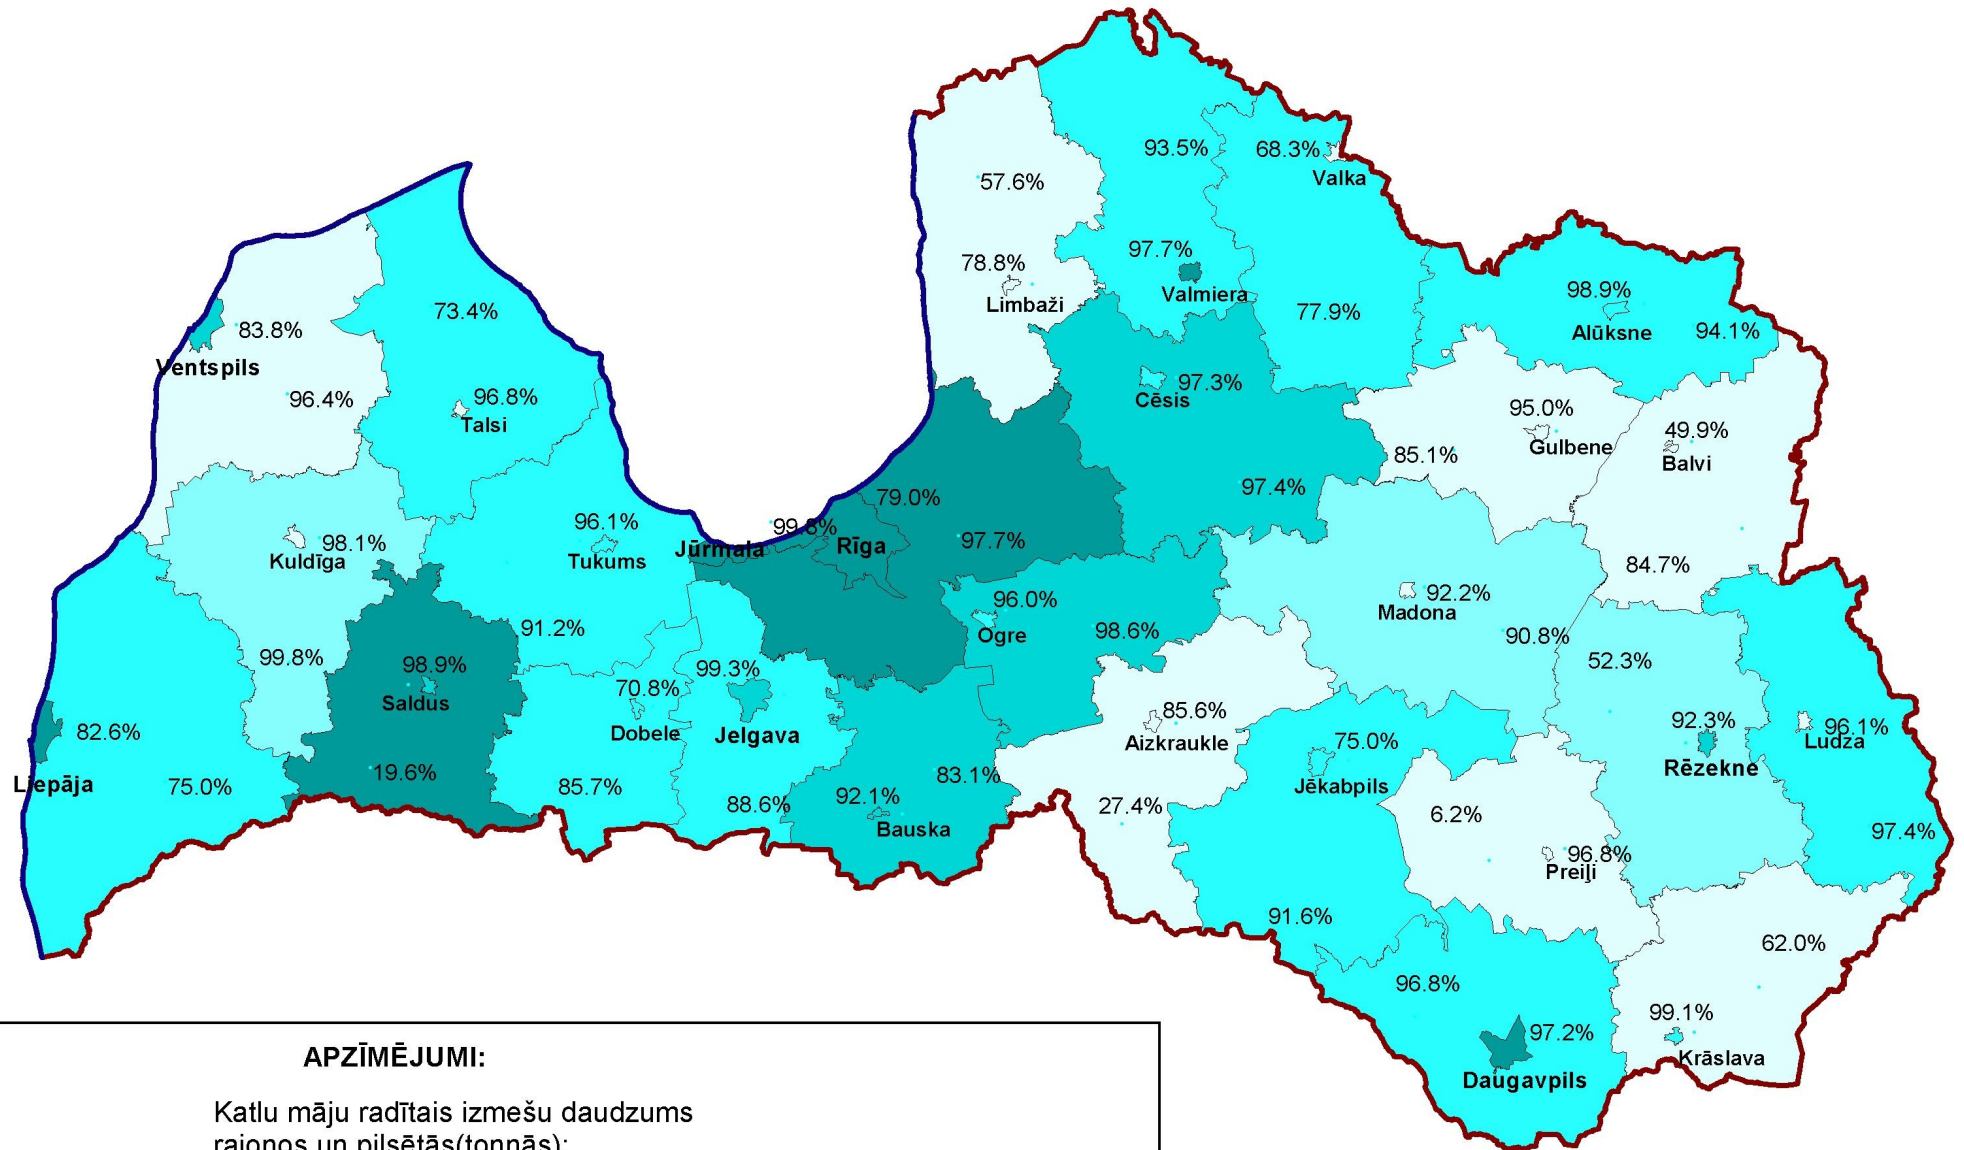 93.5%
68.3%
Valka
57.6%
97.7%
Valmiera
78.8%
Limbaži
77.9%
98.9%
Alūksne
94.1%
73.4%
83.8%
Ventspils
96.4%
96.8%
Talsi
97.3%
Cēsis
95.0%
Gulbene
49.9%
Balvi
85.1%
97.4%
84.7%
79.0%
99.8%
Jūrmala
Rīga
97.7%
96.1%
Tukums
98.1%
Kuldīga
91.2%
99.8%
98.9%
Saldus
19.6%
82.6%
Liepāja
75.0%
99.3%
Jelgava
70.8%
Dobele
85.7%
88.6%
92.1%
Bauska
83.1%
96.0%
Ogre
98.6%
92.2%
Madona
90.8%
52.3%
92.3%
Rēzekne
96.1%
Ludza
97.4%
85.6%
Aizkraukle
27.4%
75.0%
Jēkabpils
6.2%
96.8%
Preiļi
91.6%
62.0%
96.8%
97.2%
Daugavpils
99.1%
Krāslava
APZĪMĒJUMI:
Katlu māju radītais izmešu daudzums
rajonos un pilsētās(tonnās):